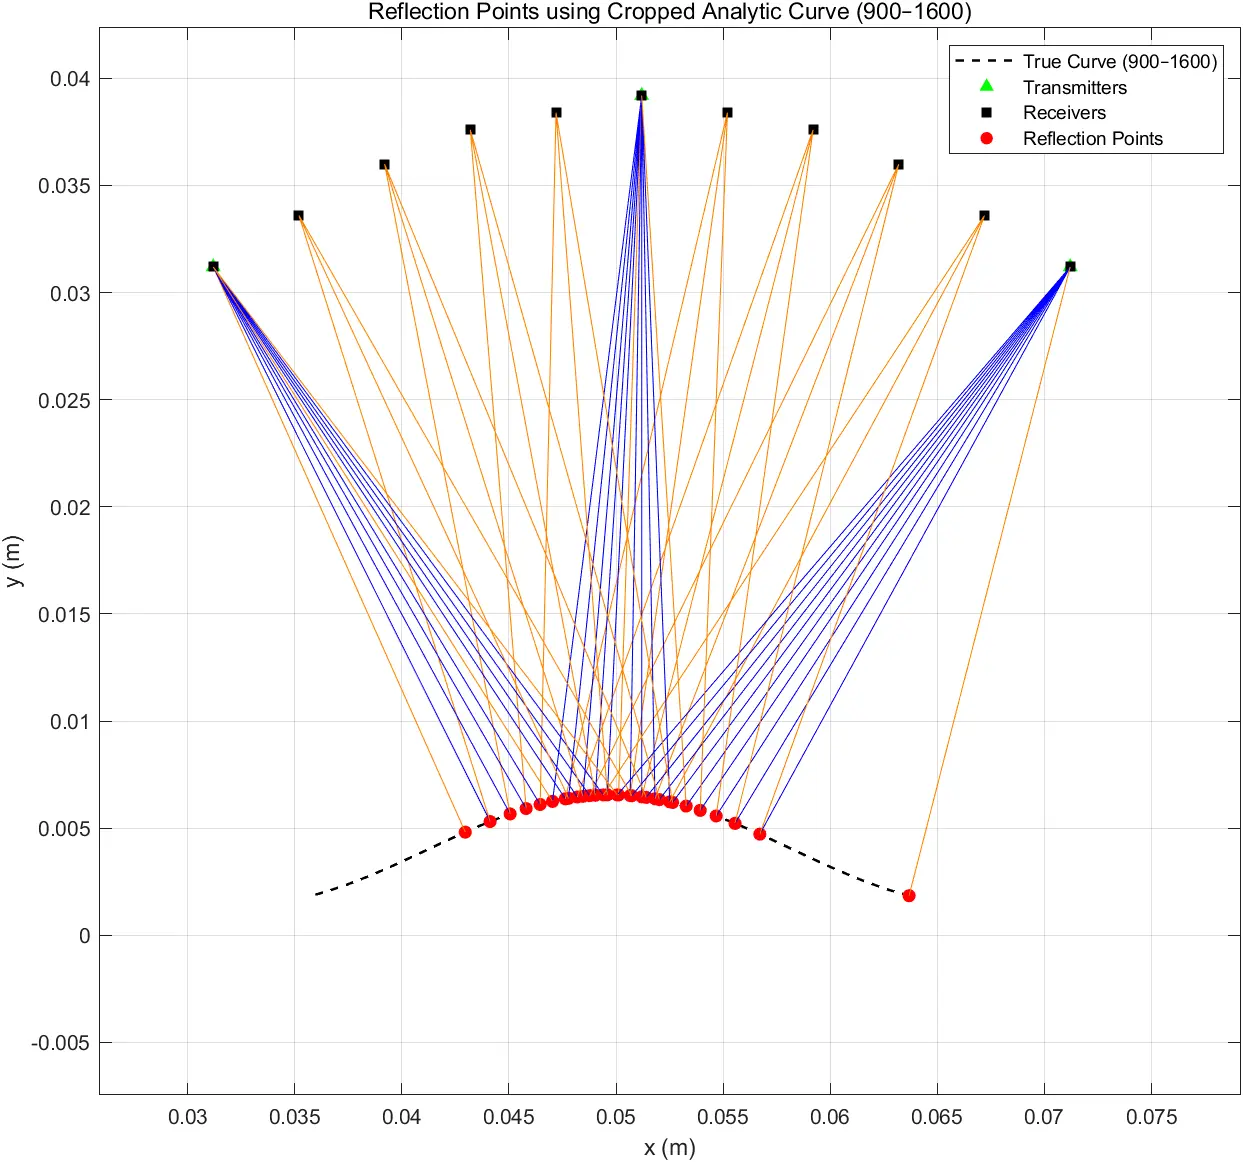 Reflection Points using Cropped Analytic Curve (900−1600)
True Curve (900−1600)
Transmitters
Receivers
Reflection Points
0.04
0.035
0.03
0.025
0.02
0.015
0.01
0.005
0
-0.005
y (m)
0.03 0.035 0.04 0.045 0.05 0.055 0.06 0.065 0.07 0.075
x (m)